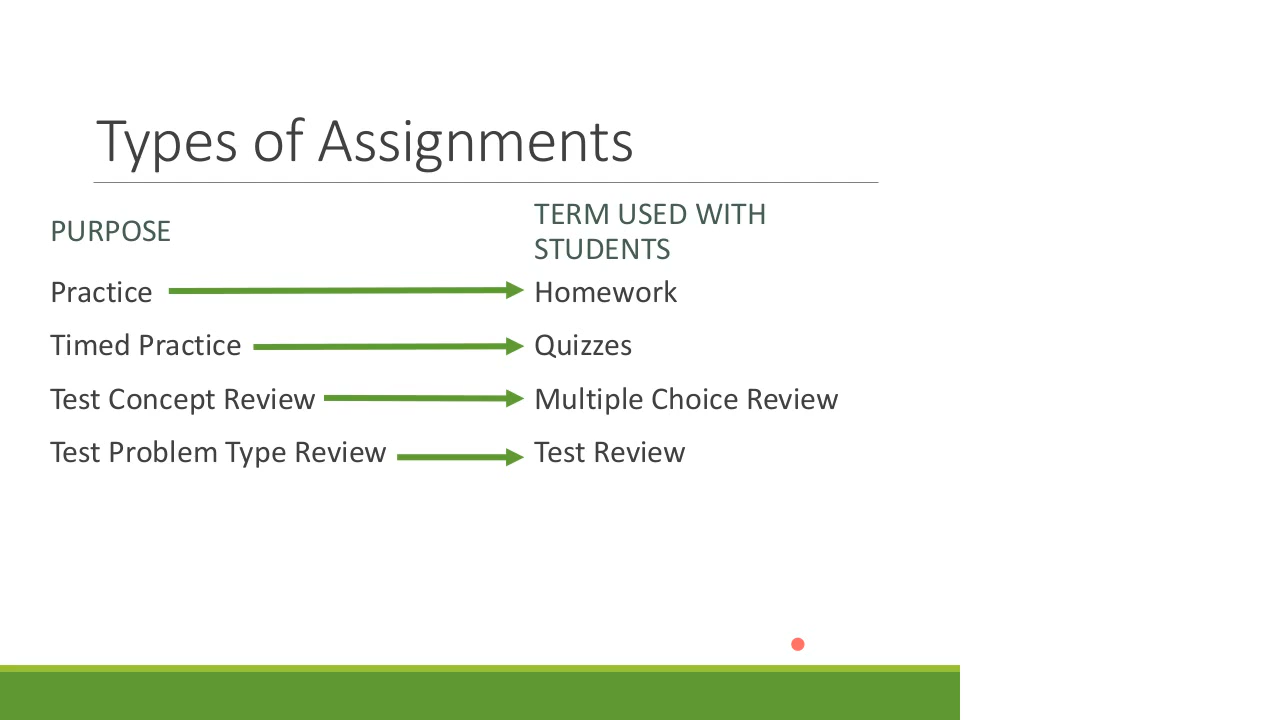 Types of Assignments
PURPOSE
TERM USED WITH
STUDENTS
Practice
Homework
Timed Practice
Quizzes
Test Concept Review
Multiple Choice Review
Test Problem Type Review
Test Review